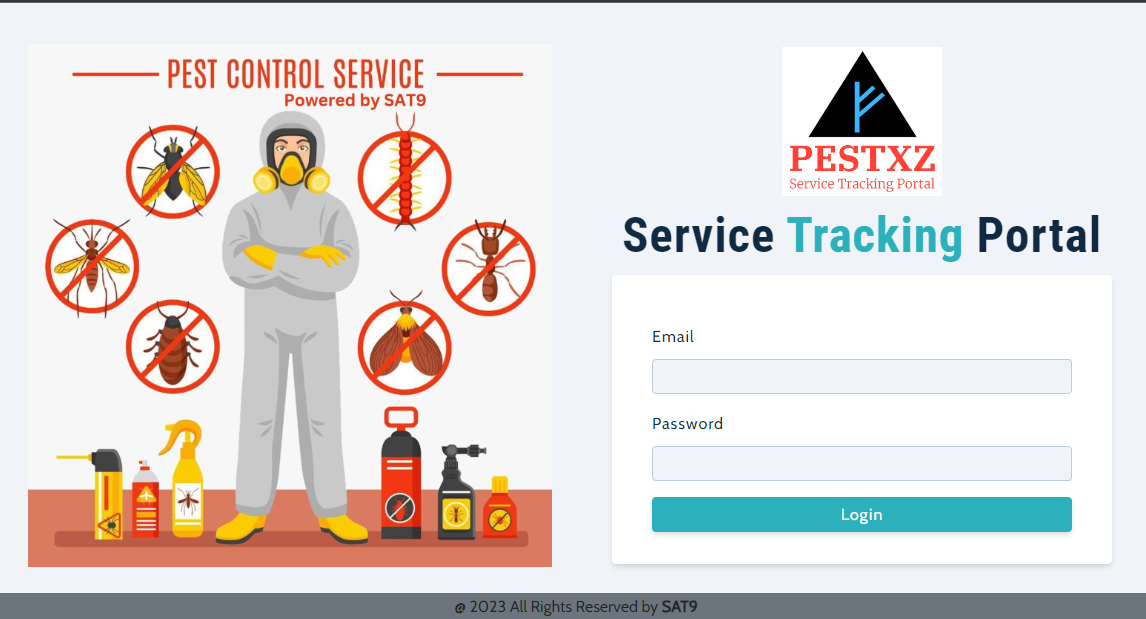 PEST CONTROL SERVICE
Powered by SAT9
PESTXZ
Service Tracking Portal
Service Tracking Portal
Email
Password
Login
@ 2023 All Rights Reserved by SAT9